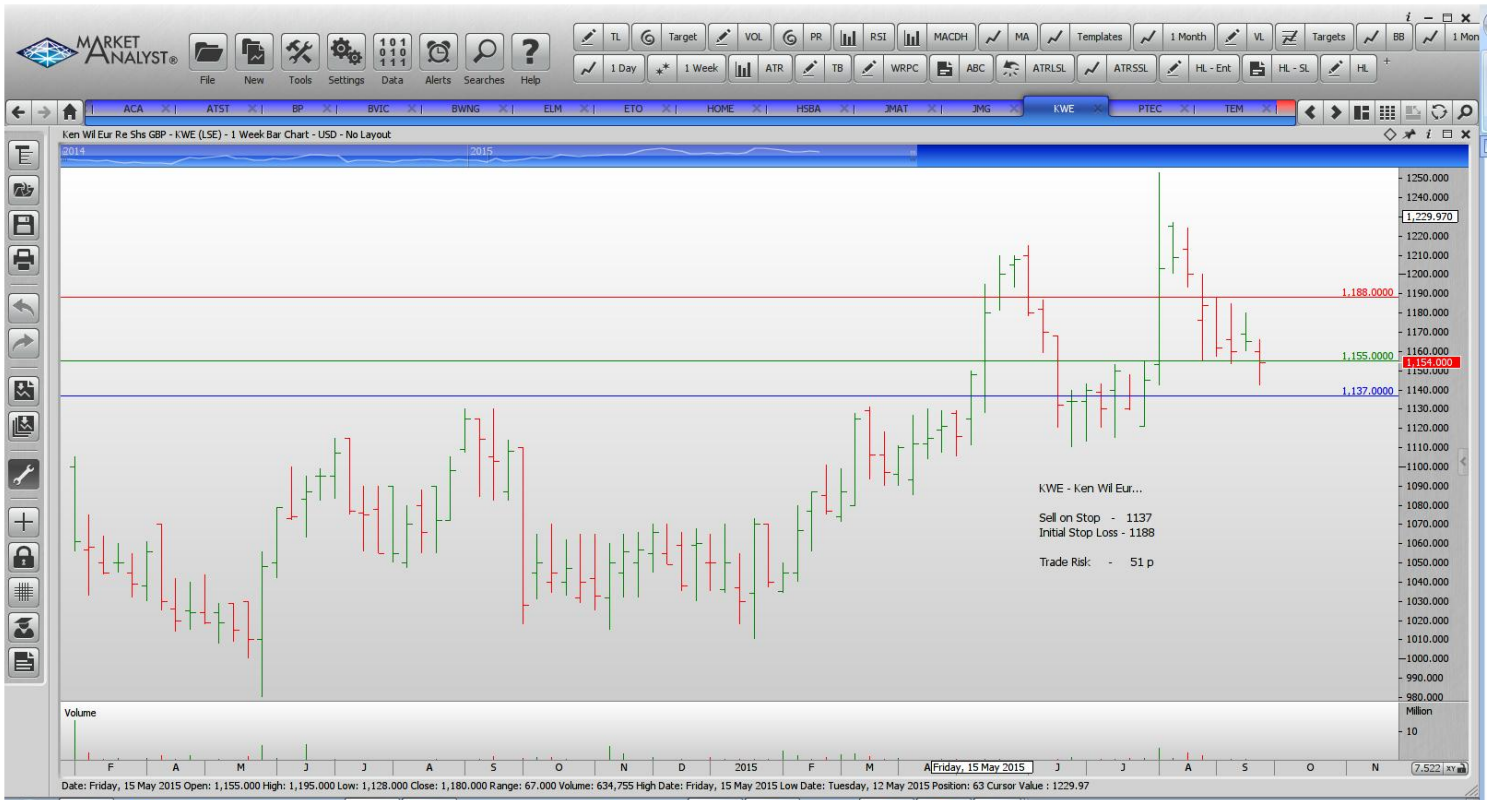 MARKET ANALYST®
File New Tools Settings Data Alerts Searches Help
TL Target VOL PR RSI MACDH MA Templates 1 Month VL Targets BB 1 Mon
1 Day 1 Week ATR TB WRPC ABC ATRLSL ATRSSL HL - Ent HL - SL HL +
ACA ATST BP BVIC BWNG ELM ETO HOME HSBA JMAT JMG KWE PTEC TEM
Ken Wil Eur Re Shs GBP - KWE (LSE) - 1 Week Bar Chart - USD - No Layout
2014 2015
1250.000
1240.000
1,229.970
1220.000
1210.000
1200.000
1,188.0000 1190.000
1180.000
1170.000
1160.000
1,155.0000
1,154.000
1150.000
1140.000
1,137.0000
1130.000
1120.000
1110.000
1100.000
1090.000
1080.000
1070.000
1060.000
1050.000
1040.000
1030.000
1020.000
1010.000
1000.000
990.000
980.000
KWE - Ken Wil Eur...
Sell on Stop - 1137
Initial Stop Loss - 1188
Trade Risk - 51 p
Volume Million
10
F A M J J A S O N D 2015 F M A Friday, 15 May 2015 J J A S O N 7.522 XY
Date: Friday, 15 May 2015 Open: 1,155.000 High: 1,195.000 Low: 1,128.000 Close: 1,180.000 Range: 67.000 Volume: 634,755 High Date: Friday, 15 May 2015 Low Date: Tuesday, 12 May 2015 Position: 63 Cursor Value : 1229.97